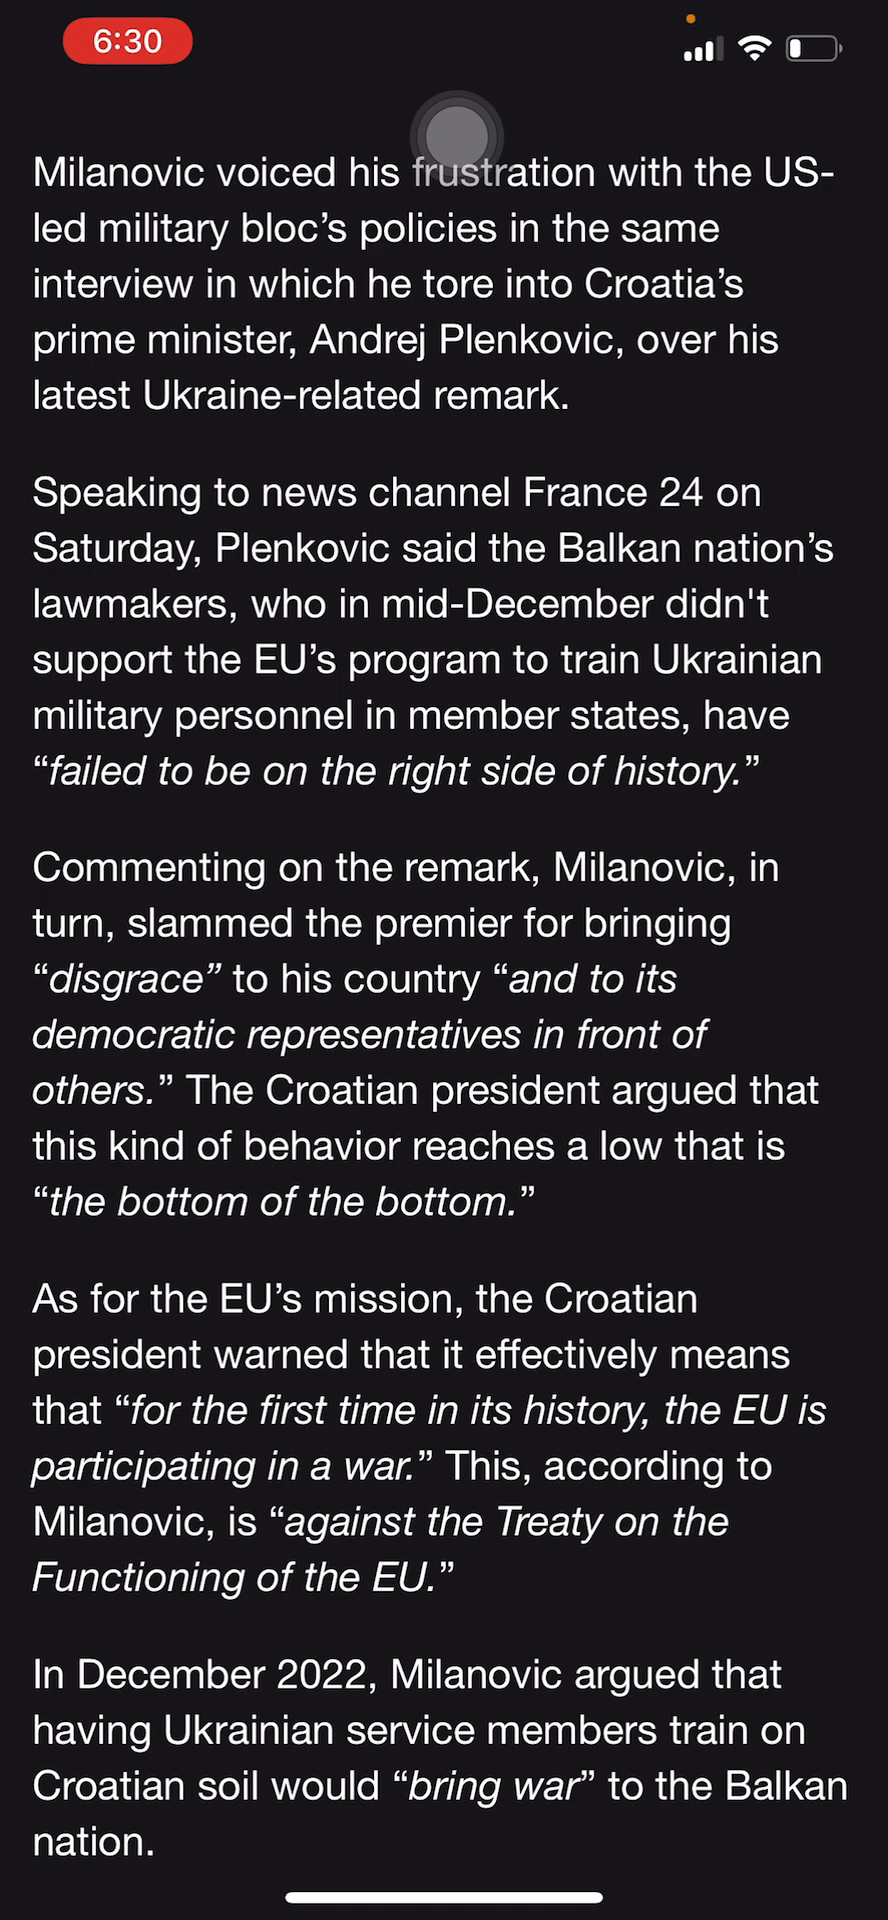 6:30
Milanovic voiced his frustration with the US-
led military bloc’s policies in the same
interview in which he tore into Croatia’s
prime minister, Andrej Plenkovic, over his
latest Ukraine-related remark.
Speaking to news channel France 24 on
Saturday, Plenkovic said the Balkan nation’s
lawmakers, who in mid-December didn't
support the EU’s program to train Ukrainian
military personnel in member states, have
“failed to be on the right side of history.”
Commenting on the remark, Milanovic, in
turn, slammed the premier for bringing
“disgrace” to his country “and to its
democratic representatives in front of
others.” The Croatian president argued that
this kind of behavior reaches a low that is
“the bottom of the bottom.”
As for the EU’s mission, the Croatian
president warned that it effectively means
that “for the first time in its history, the EU is
participating in a war.” This, according to
Milanovic, is “against the Treaty on the
Functioning of the EU.”
In December 2022, Milanovic argued that
having Ukrainian service members train on
Croatian soil would “bring war” to the Balkan
nation.